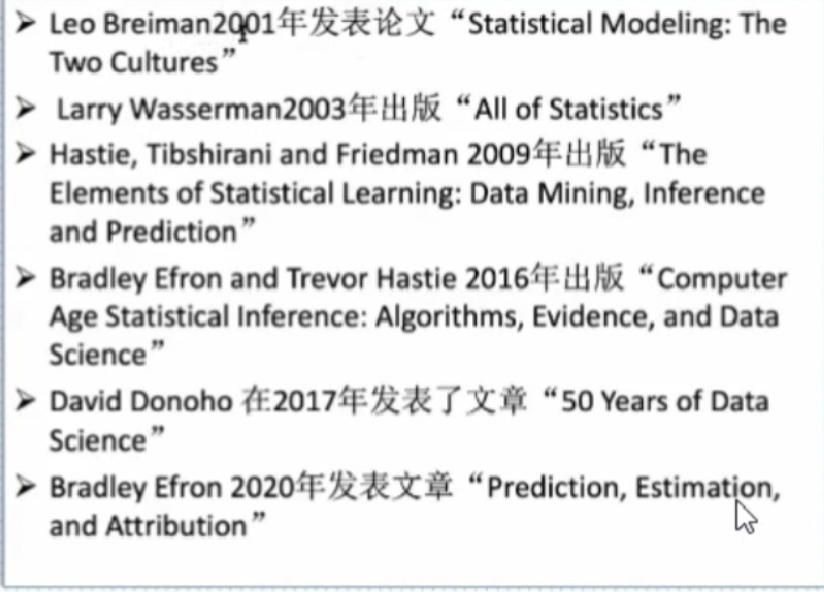 ➤ Leo Breiman2001年发表论文“Statistical Modeling: The
Two Cultures”
➤ Larry Wasserman2003年出版“All of Statistics”
➤ Hastie, Tibshirani and Friedman 2009年出版“The
Elements of Statistical Learning: Data Mining, Inference
and Prediction”
➤ Bradley Efron and Trevor Hastie 2016年出版“Computer
Age Statistical Inference: Algorithms, Evidence, and Data
Science”
➤ David Donoho 在2017年发表了文章“50 Years of Data
Science”
➤ Bradley Efron 2020年发表文章“Prediction, Estimation,
and Attribution”